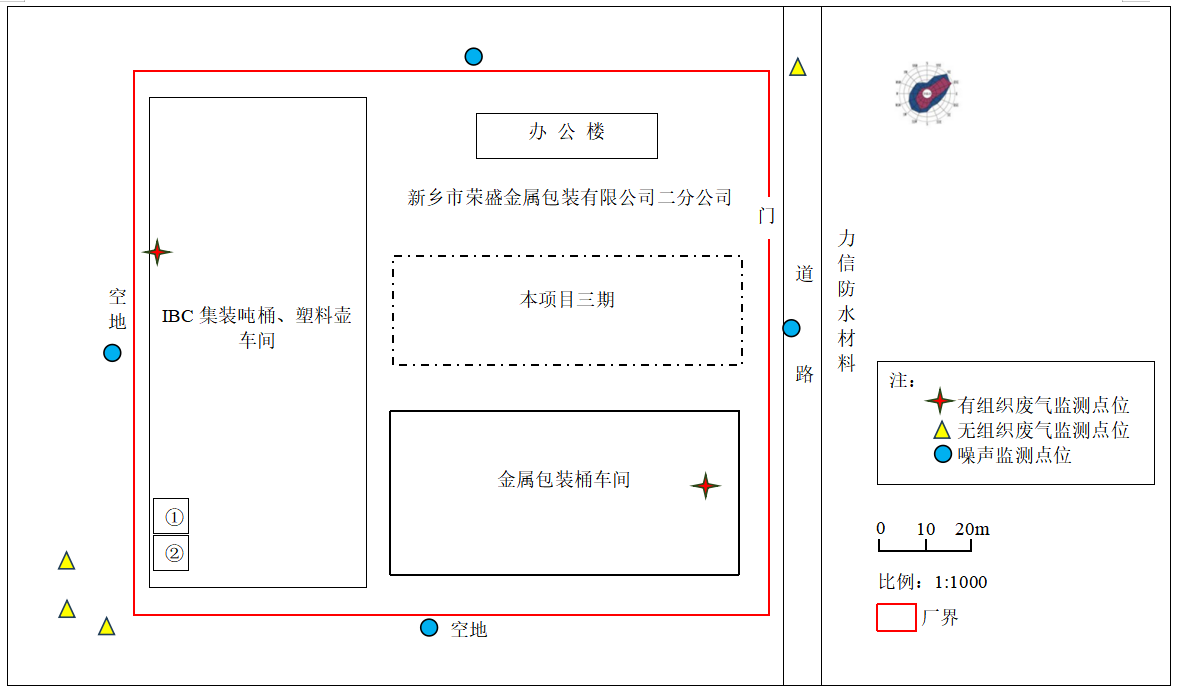 办 公 楼
新乡市荣盛金属包装有限公司二分公司
门
本项目三期
IBC 集装吨桶、塑料壶
车间
空
地
金属包装桶车间
①
②
空地
道
路
力
信
防
水
材
料
注：
有组织废气监测点位
无组织废气监测点位
噪声监测点位
0 10 20m
比例：1:1000
厂界